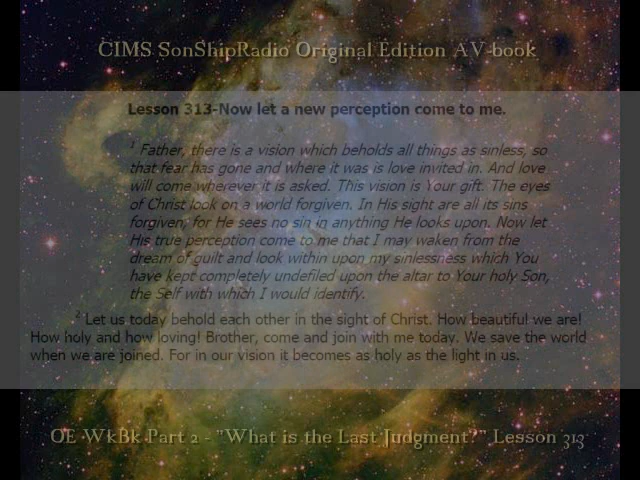 CIMS SonShipRadio Original Edition AV-book
Lesson 313-Now let a new perception come to me.
1 Father, there is a vision which beholds all things as sinless, so
that fear has gone and where it was is love invited in. And love
will come wherever it is asked. This vision is Your gift. The eyes
of Christ look on a world forgiven. In His sight are all its sins
forgiven, for He sees no sin in anything He looks upon. Now let
His true perception come to me that I may waken from the
dream of guilt and look within upon my sinlessness which You
have kept completely undefiled upon the altar to Your holy Son,
the Self with which I would identify.
2 Let us today behold each other in the sight of Christ. How beautiful we are!
How holy and how loving! Brother, come and join with me today. We save the world
when we are joined. For in our vision it becomes as holy as the light in us.
OE WkBk Part 2 - "What is the Last Judgment?" Lesson 313